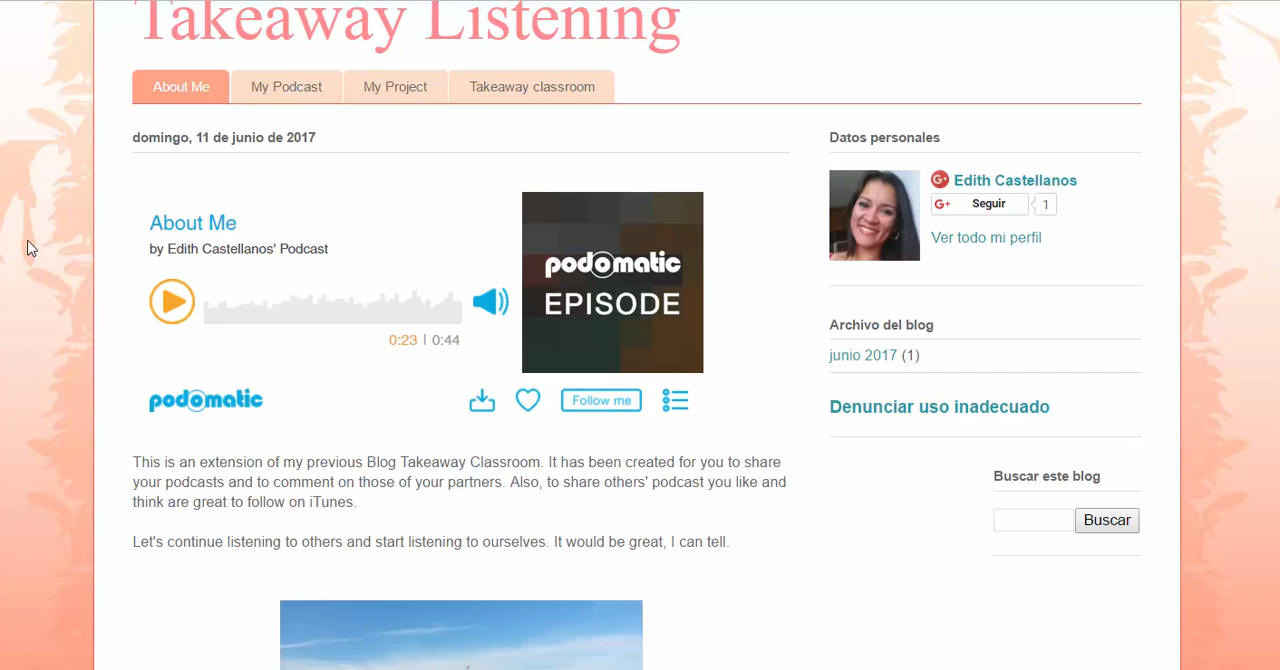 Takeaway Listening
About Me
My Podcast
My Project
Takeaway classroom
domingo, 11 de junio de 2017
About Me
by Edith Castellanos' Podcast
0:23 | 0:44
podomatic
EPISODE
podomatic
Follow me
This is an extension of my previous Blog Takeaway Classroom. It has been created for you to share
your podcasts and to comment on those of your partners. Also, to share others' podcast you like and
think are great to follow on iTunes.
Let's continue listening to others and start listening to ourselves. It would be great, I can tell.
Datos personales
G+ Edith Castellanos
G+ Seguir 1
Ver todo mi perfil
Archivo del blog
junio 2017 (1)
Denunciar uso inadecuado
Buscar este blog
Buscar